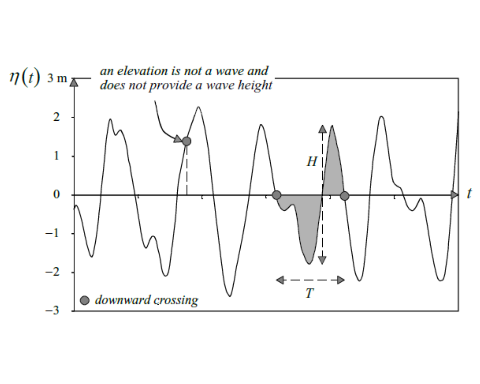 η(t) 3 m
an elevation is not a wave and
does not provide a wave height
2
1
H
0
t
−1
−2
T
−3
downward crossing